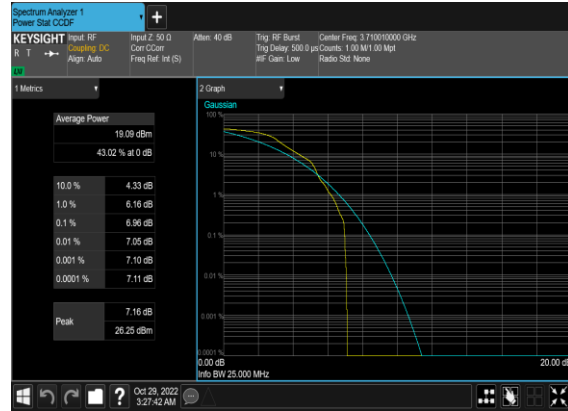 Spectrum Analyzer 1
Power Stat CCDF
KEYSIGHT
R T
LU
Input: RF
Coupling: DC
Align: Auto
Input Z: 50 Ω
Corr CCorr
Freq Ref: Int (S)
Atten: 40 dB
Trig: RF Burst
Trig Delay: 500.0 µs
#IF Gain: Low
Center Freq: 3.710010000 GHz
Counts: 1.00 M/1.00 Mpt
Radio Std: None
1 Metrics
Average Power
19.09 dBm
43.02 % at 0 dB
10.0 % 4.33 dB
1.0 % 6.16 dB
0.1 % 6.96 dB
0.01 % 7.05 dB
0.001 % 7.10 dB
0.0001 % 7.11 dB
Peak
7.16 dB
26.25 dBm
2 Graph
Gaussian
100 %
10 %
1 %
0.1 %
0.01 %
0.001 %
0.0001 %
0.00 dB
20.00 dB
Info BW 25.000 MHz
Oct 29, 2022
3:27:42 AM